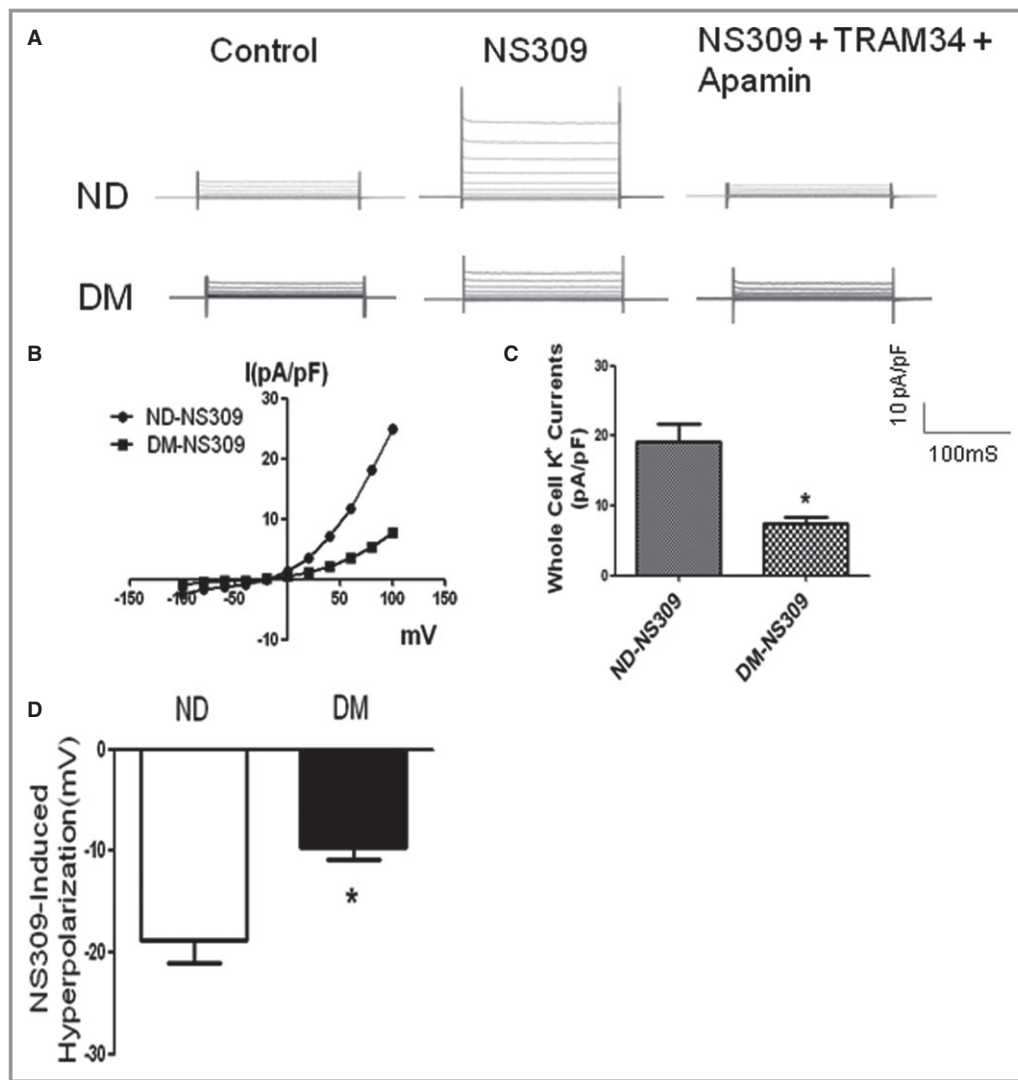 A
Control
NS309
NS309 + TRAM34 +
Apamin
ND
DM
B
I(pA/pF)
ND-NS309
DM-NS309
30
20
10
-10
-150
-100
-50
50
100
150
mV
C
Whole Cell K+ Currents
(pA/pF)
30
20
10
0
*
ND-NS309
DM-NS309
10 pA/pF
100mS
D
ND
DM
NS309-Induced
Hyperpolarization(mV)
0
-10
-20
-30
*